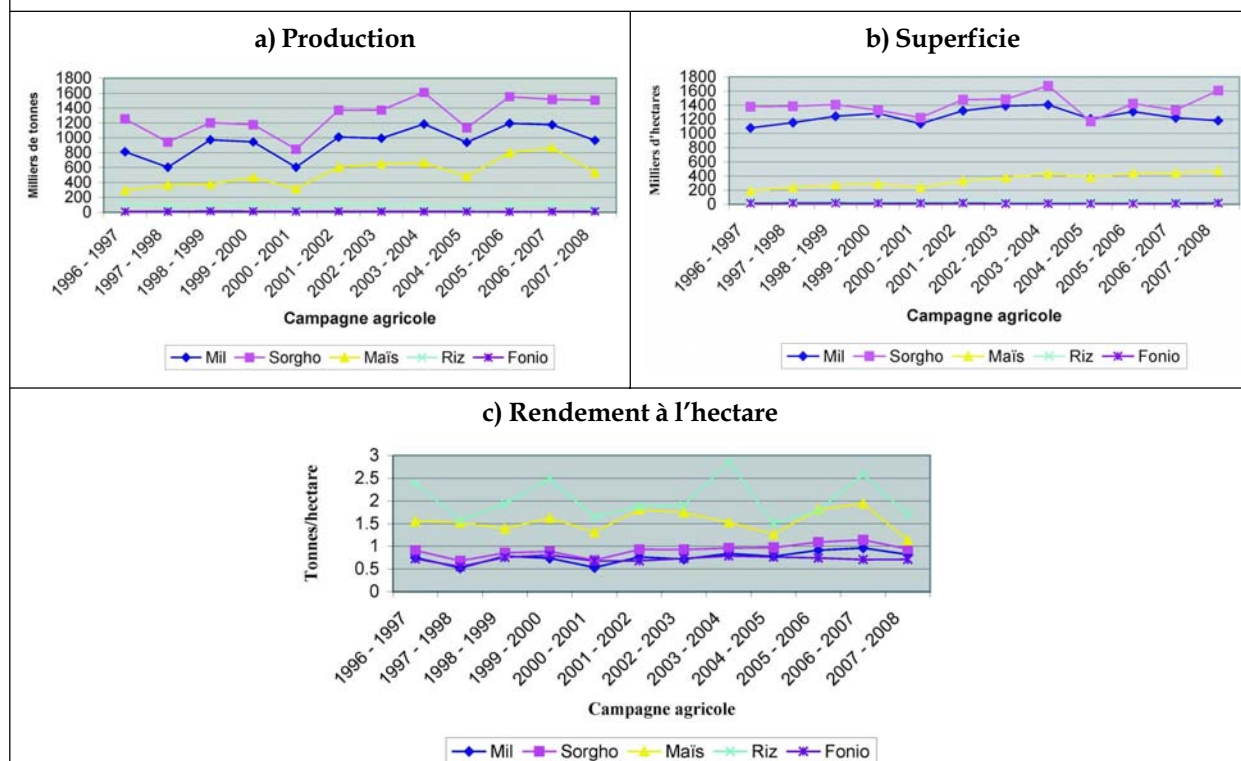 a) Production
Milliers de tonnes
1800
1600
1400
1200
1000
800
600
400
200
0
1996 - 1997
1997 - 1998
1998 - 1999
1999 - 2000
2000 - 2001
2001 - 2002
2002 - 2003
2003 - 2004
2004 - 2005
2005 - 2006
2006 - 2007
2007 - 2008
Campagne agricole
Mil Sorgho Maïs Riz Fonio
b) Superficie
Milliers d'hectares
1800
1600
1400
1200
1000
800
600
400
200
0
1996 - 1997
1997 - 1998
1998 - 1999
1999 - 2000
2000 - 2001
2001 - 2002
2002 - 2003
2003 - 2004
2004 - 2005
2005 - 2006
2006 - 2007
2007 - 2008
Campagne agricole
Mil Sorgho Maïs Riz Fonio
c) Rendement à l’hectare
Tonnes/hectare
3
2.5
2
1.5
1
0.5
0
1996 - 1997
1997 - 1998
1998 - 1999
1999 - 2000
2000 - 2001
2001 - 2002
2002 - 2003
2003 - 2004
2004 - 2005
2005 - 2006
2006 - 2007
2007 - 2008
Campagne agricole
Mil Sorgho Maïs Riz Fonio